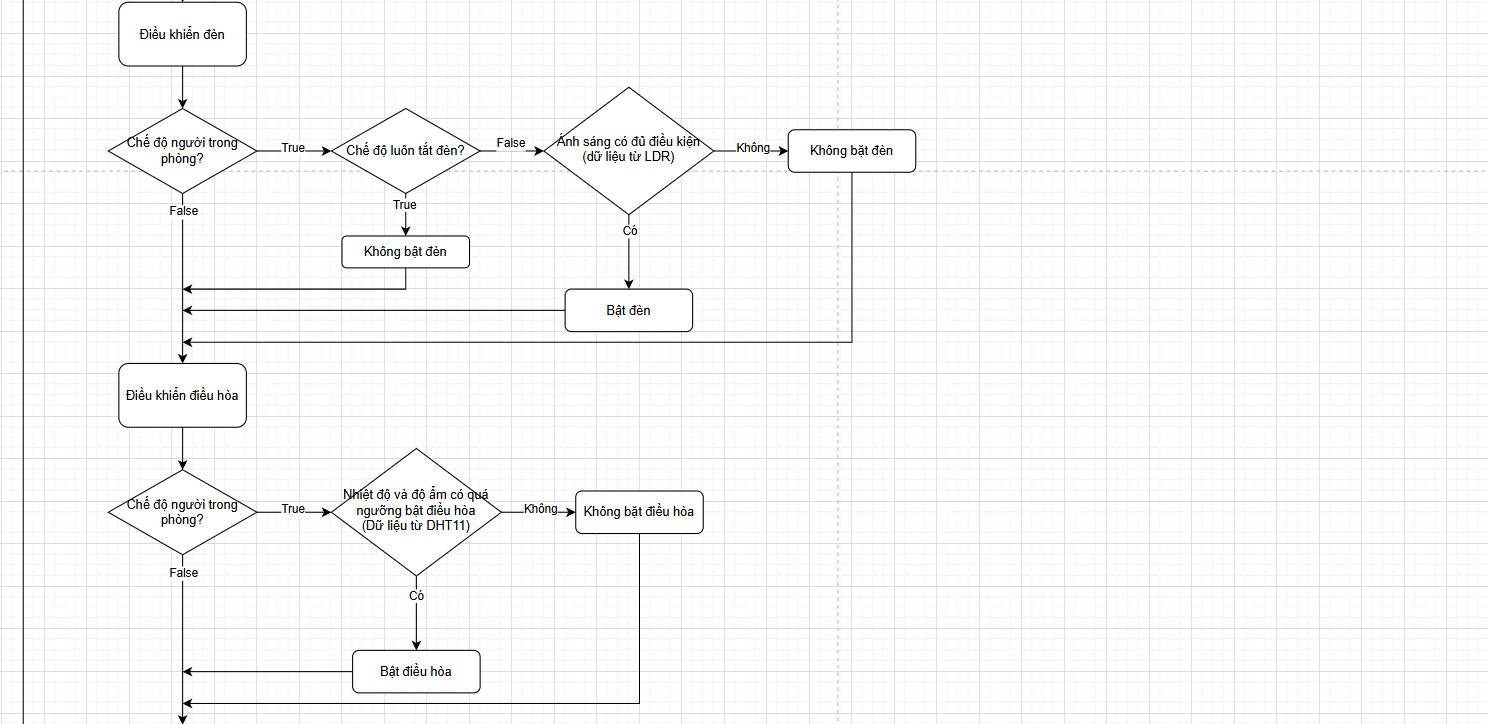 Điều khiển đèn
Chế độ người trong
phòng?
True
Chế độ luôn tắt đèn?
False
Ánh sáng có đủ điều kiện
(dữ liệu từ LDR)
Không
Không bặt đèn
False
True
Có
Không bật đèn
Bật đèn
Điều khiển điều hòa
Chế độ người trong
phòng?
True
Nhiệt độ và độ ẩm có quá
ngưỡng bật điều hòa
(Dữ liệu từ DHT11)
Không
Không bặt điều hòa
False
Có
Bật điều hòa